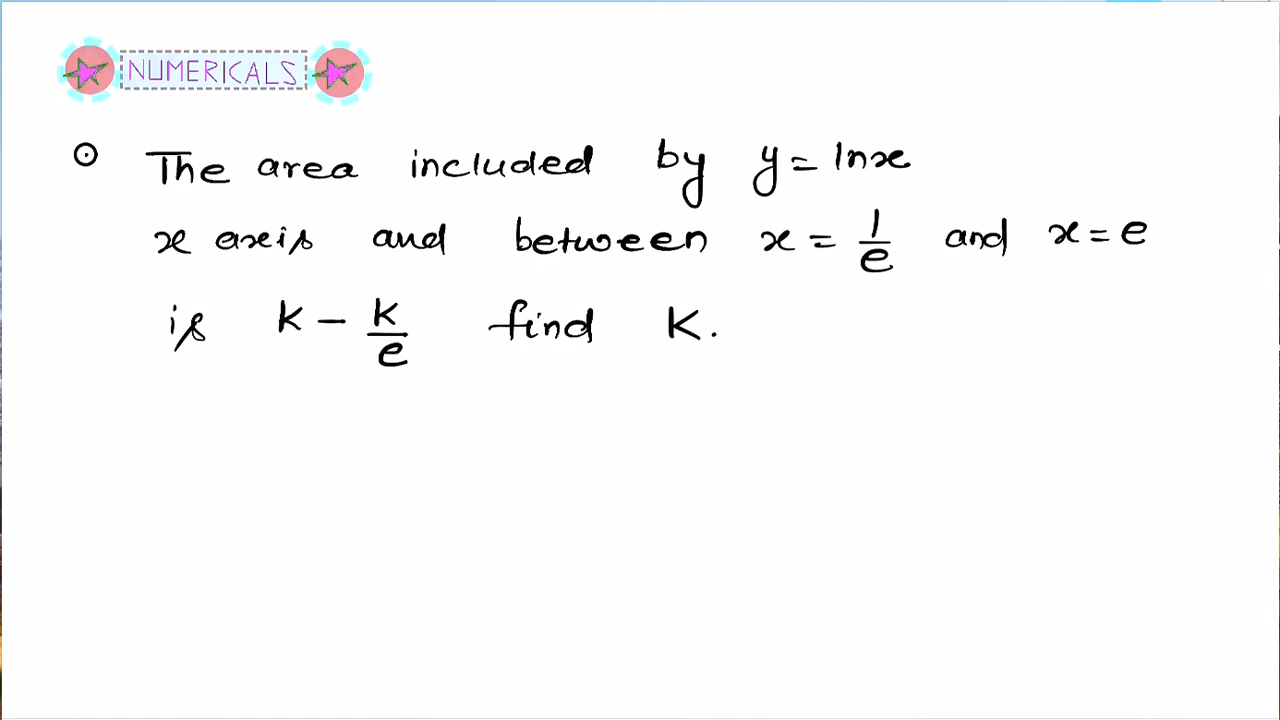 NUMERICALS
⊙ The area included by y = lnx
x axis and between x = 1/e and x = e
is k - k/e find K.